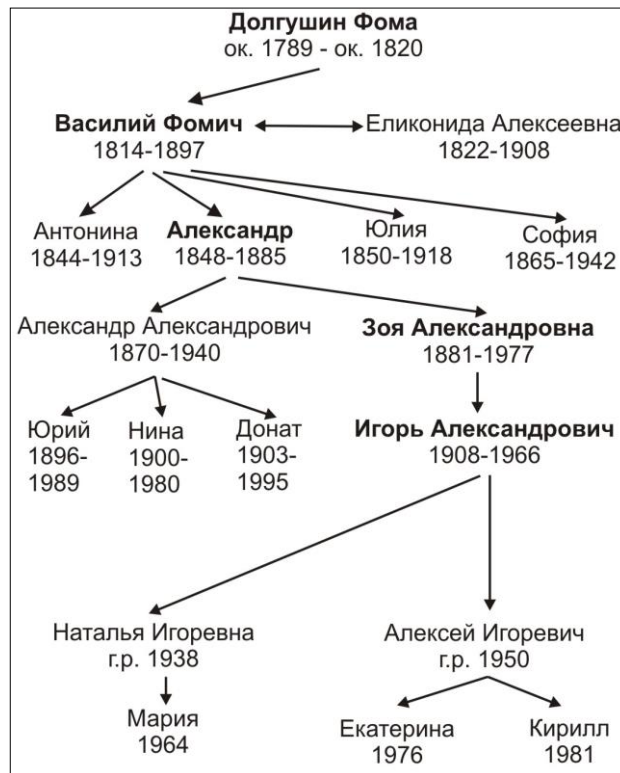 Долгушин Фома
ок. 1789 - ок. 1820
Василий Фомич
1814-1897
Еликонида Алексеевна
1822-1908
Антонина
1844-1913
Александр
1848-1885
Юлия
1850-1918
София
1865-1942
Александр Александрович
1870-1940
Зоя Александровна
1881-1977
Юрий
1896-
1989
Нина
1900-
1980
Донат
1903-
1995
Игорь Александрович
1908-1966
Наталья Игоревна
г.р. 1938
Алексей Игоревич
г.р. 1950
Мария
1964
Екатерина
1976
Кирилл
1981